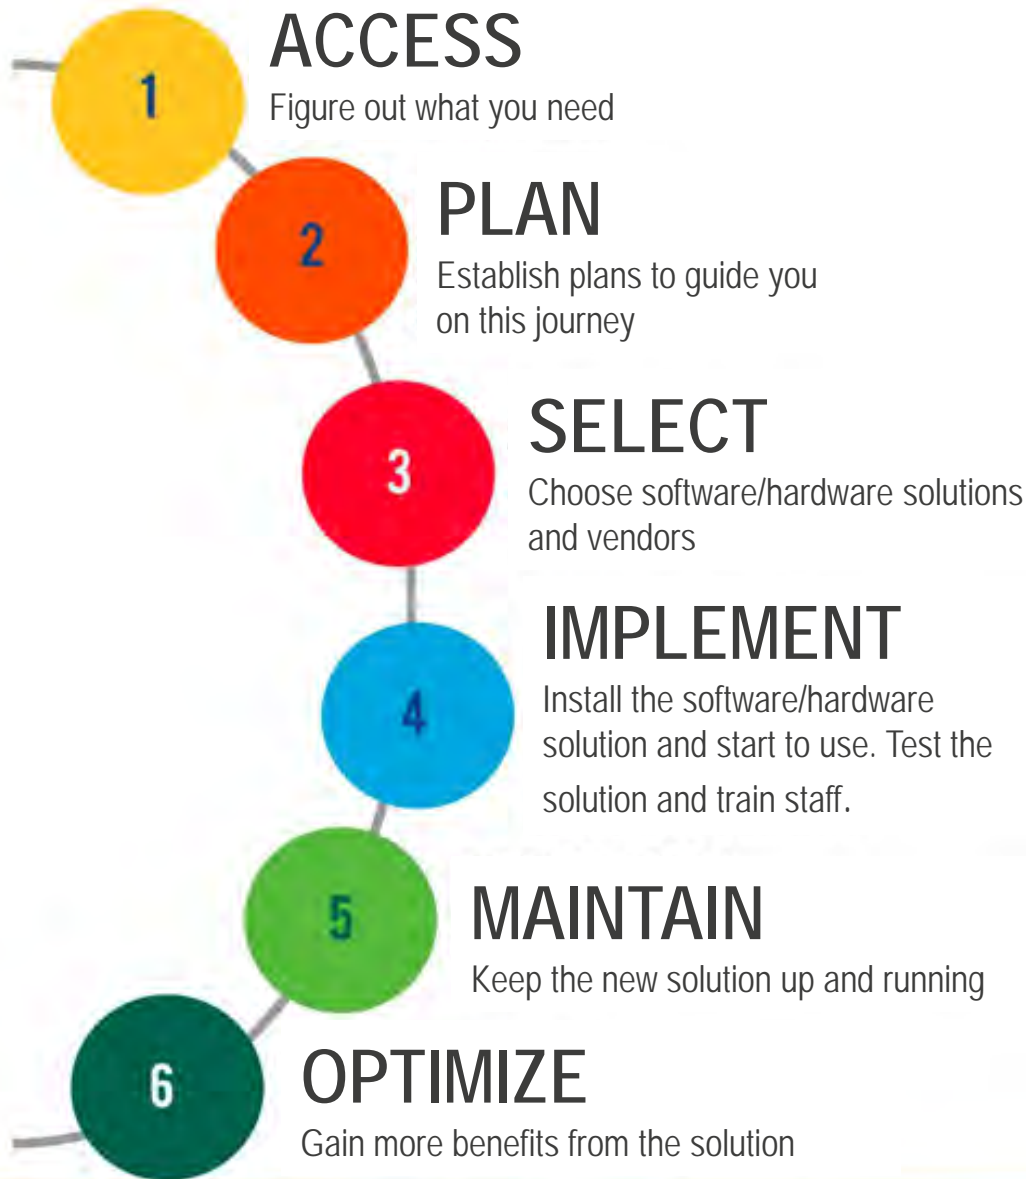 1
ACCESS
Figure out what you need
2
PLAN
Establish plans to guide you
on this journey
3
SELECT
Choose software/hardware solutions
and vendors
4
IMPLEMENT
Install the software/hardware
solution and start to use. Test the
solution and train staff.
5
MAINTAIN
Keep the new solution up and running
6
OPTIMIZE
Gain more benefits from the solution